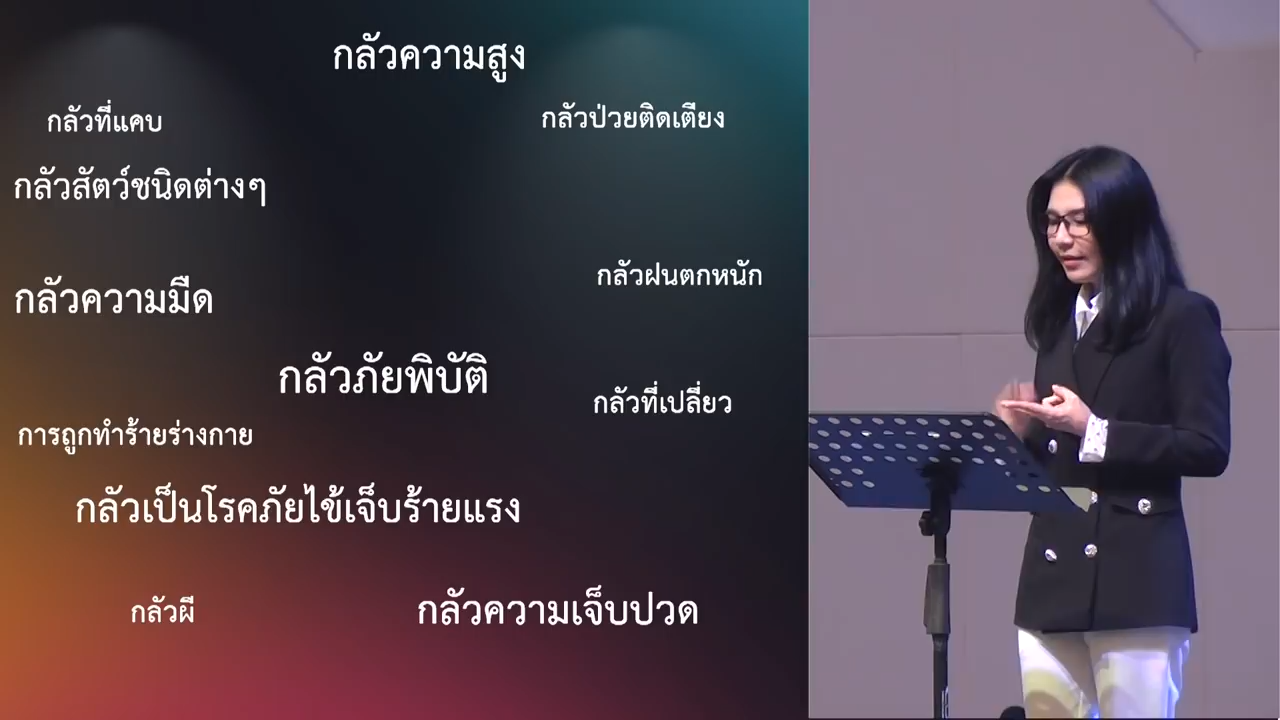 กลัวความสูง
กลัวที่แคบ
กลัวป่วยติดเตียง
กลัวสัตว์ชนิดต่างๆ
กลัวฝนตกหนัก
กลัวความมืด
กลัวภัยพิบัติ
กลัวที่เปลี่ยว
การถูกทำร้ายร่างกาย
กลัวเป็นโรคภัยไข้เจ็บร้ายแรง
กลัวผี
กลัวความเจ็บปวด